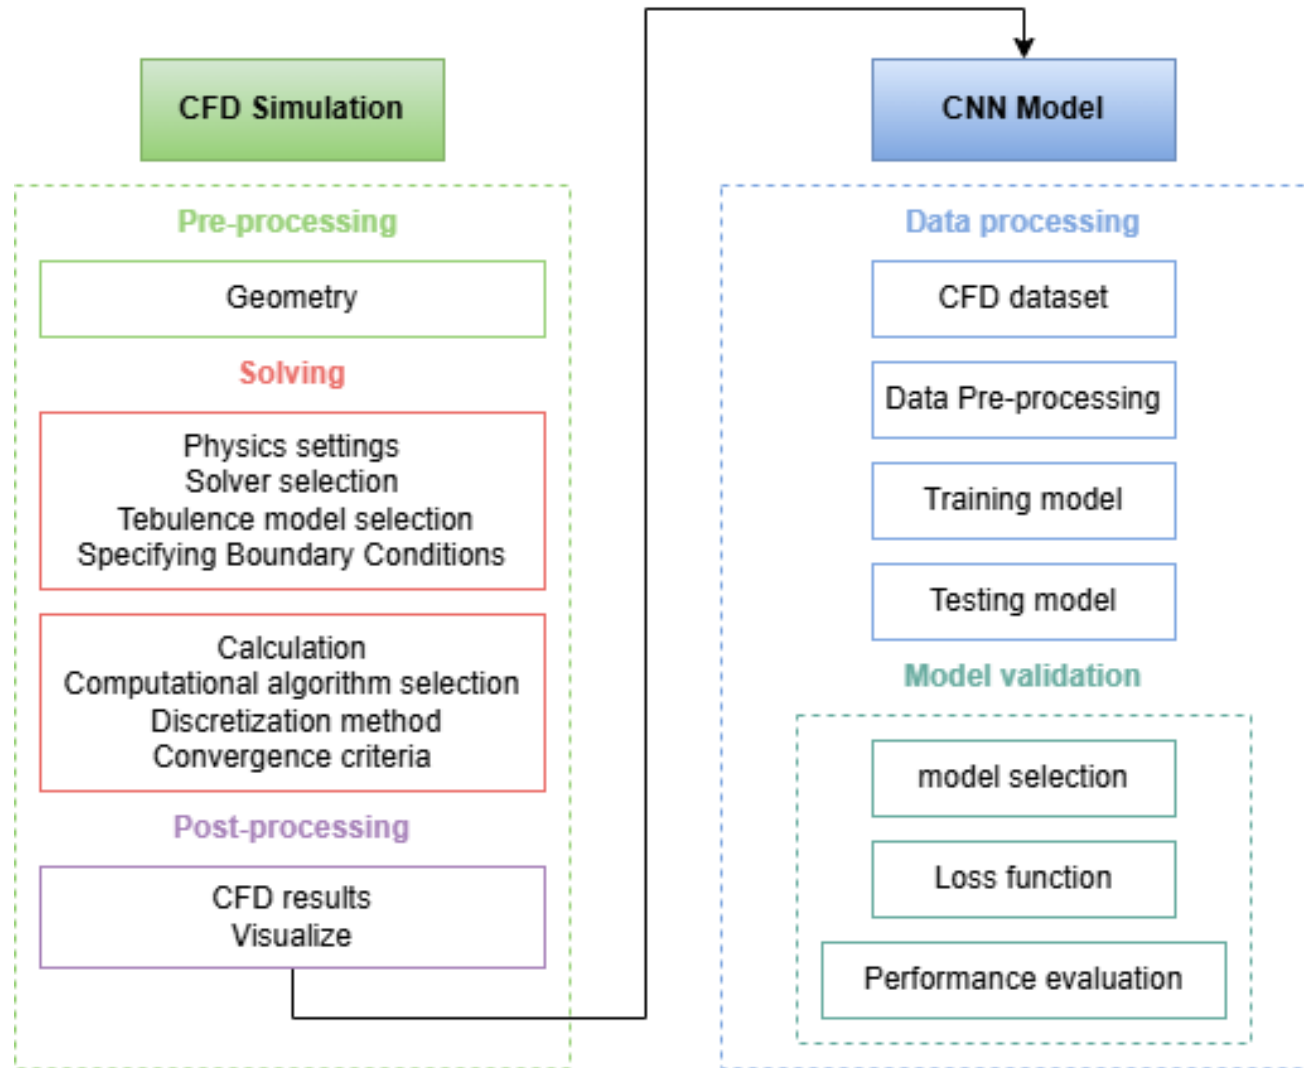 CFD Simulation
Pre-processing
Geometry
Solving
Physics settings
Solver selection
Tebulence model selection
Specifying Boundary Conditions
Calculation
Computational algorithm selection
Discretization method
Convergence criteria
Post-processing
CFD results
Visualize
CNN Model
Data processing
CFD dataset
Data Pre-processing
Training model
Testing model
Model validation
model selection
Loss function
Performance evaluation